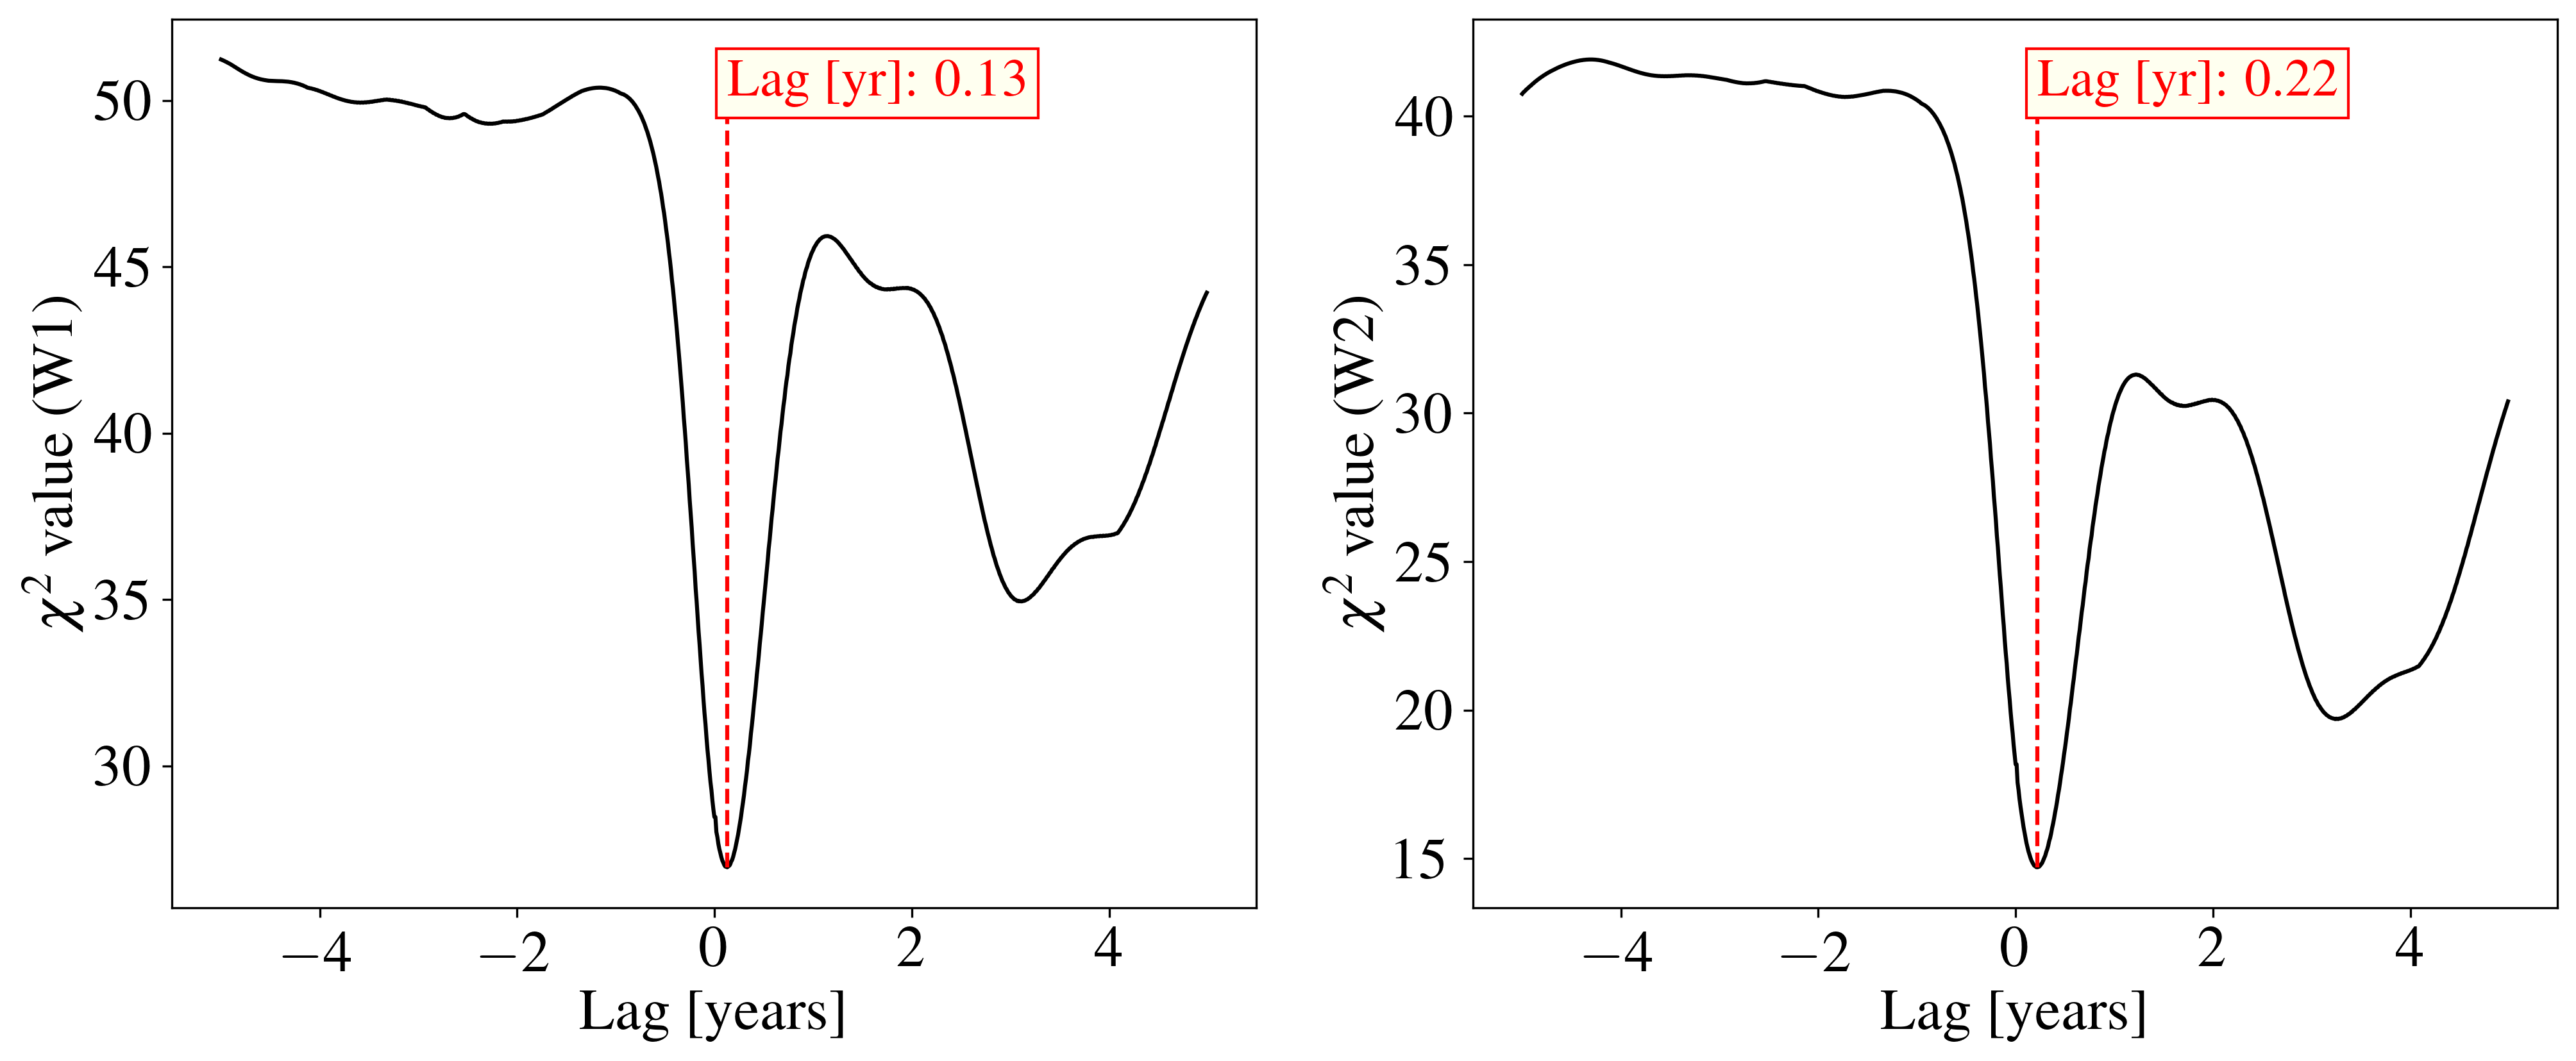 Lag [yr]: 0.13
50
45
40
35
30
χ² value (W1)
−4 −2 0 2 4
Lag [years]
Lag [yr]: 0.22
40
35
30
25
20
15
χ² value (W2)
−4 −2 0 2 4
Lag [years]